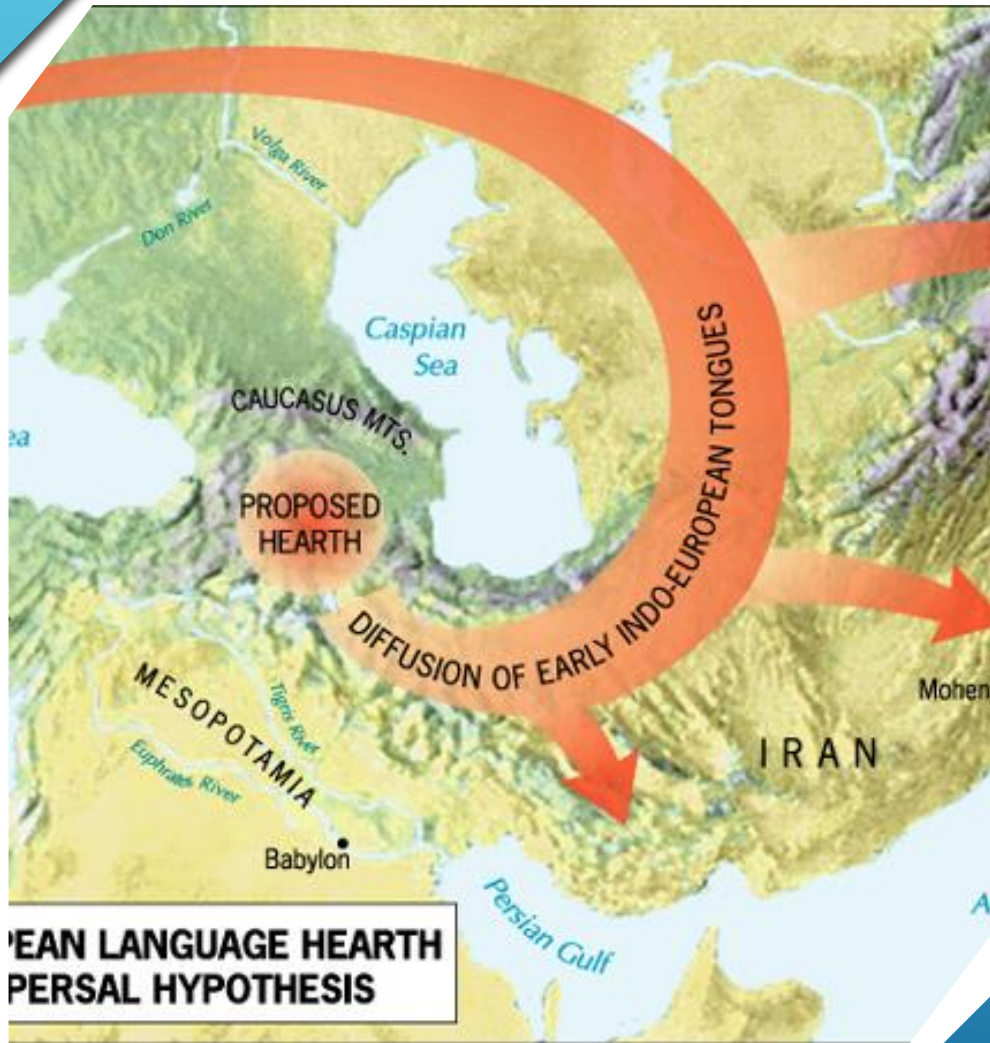 Volga River
Don River
Caspian
Sea
CAUCASUS MTS.
ea
PROPOSED
HEARTH
DIFFUSION OF EARLY INDO-EUROPEAN TONGUES
MESOPOTAMIA
Tigris River
Euphrates River
Mohen
IRAN
Babylon
Persian Gulf
A
PEAN LANGUAGE HEARTH
PERSAL HYPOTHESIS